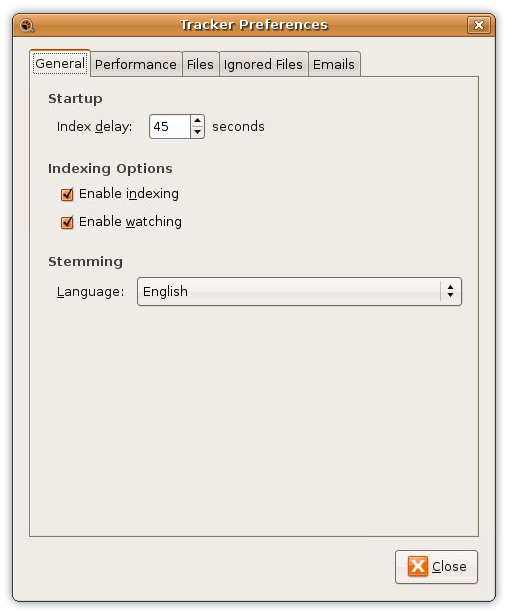 Tracker Preferences
General Performance Files Ignored Files Emails
Startup
Index delay: 45 seconds
Indexing Options
Enable indexing
Enable watching
Stemming
Language: English
Close